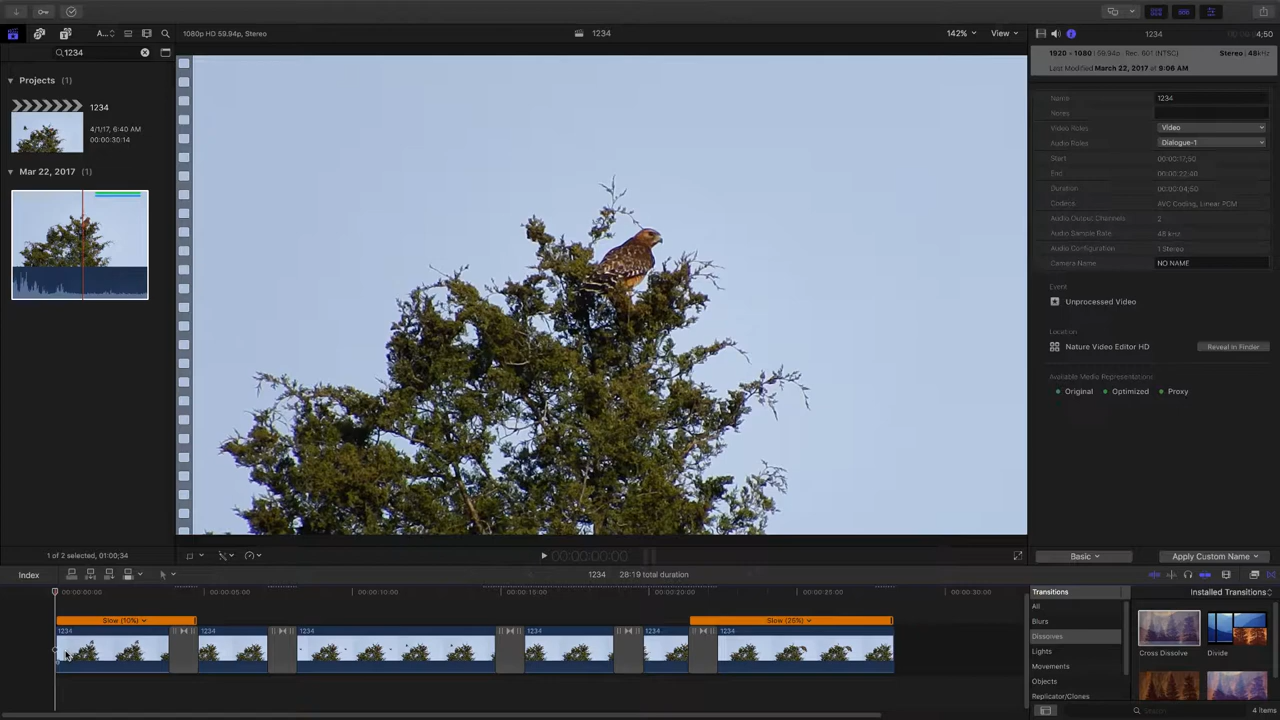 1080p HD 59.94p, Stereo
1234
142%
View
1234
4;50
A...
1234
1920 × 1080 | 59.94p | Rec. 601 (NTSC)
Stereo | 48kHz
Last Modified March 22, 2017 at 9:06 AM
Projects (1)
1234
4/1/17, 6:40 AM
00:00:30:14
Mar 22, 2017 (1)
Name 1234
Notes
Video Roles Video
Audio Roles Dialogue-1
Start 00:00:17;50
End 00:00:22;40
Duration 00:00:04;50
Codecs AVC Coding, Linear PCM
Audio Output Channels 2
Audio Sample Rate 48 kHz
Audio Configuration 1 Stereo
Camera Name NO NAME
Event
Unprocessed Video
Location
Nature Video Editor HD Reveal in Finder
Available Media Representations
Original Optimized Proxy
1 of 2 selected, 01:00;34
00:00:00:00
Basic
Apply Custom Name
Index
1234 28:19 total duration
00:00:00:00 00:00:05:00 00:00:10:00 00:00:15:00 00:00:20:00 00:00:25:00 00:00:30:00
Slow (10%) Slow (25%)
1234 1234 1234 1234 1234 1234
Transitions
Installed Transitions
All
Blurs
Dissolves
Lights
Movements
Objects
Replicator/Clones
Cross Dissolve Divide
Search
4 items